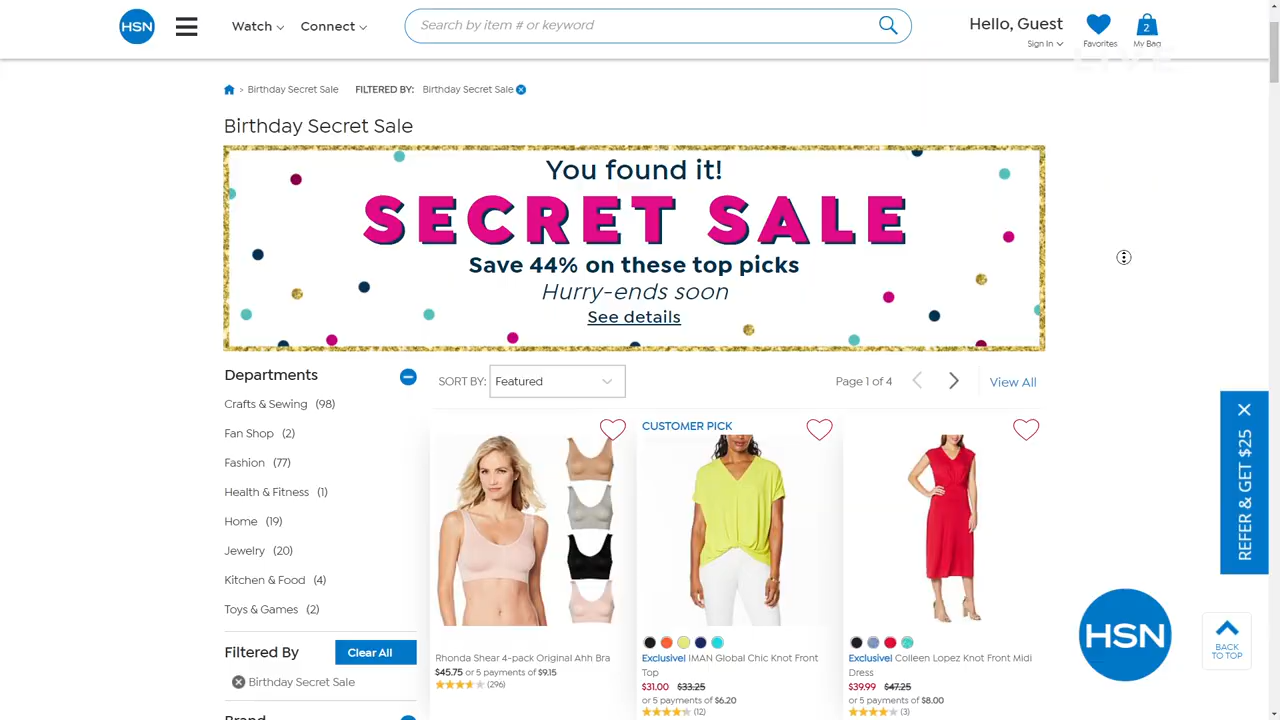 HSN
Watch
Connect
Search by item # or keyword
Hello, Guest
Sign In
Favorites
2
My Bag
> Birthday Secret Sale
FILTERED BY: Birthday Secret Sale
Birthday Secret Sale
You found it!
SECRET SALE
Save 44% on these top picks
Hurry-ends soon
See details
Departments
Crafts & Sewing (98)
Fan Shop (2)
Fashion (77)
Health & Fitness (1)
Home (19)
Jewelry (20)
Kitchen & Food (4)
Toys & Games (2)
Filtered By
Clear All
Birthday Secret Sale
Brand
SORT BY: Featured
Page 1 of 4
View All
Rhonda Shear 4-pack Original Ahh Bra
$45.75 or 5 payments of $9.15
(296)
CUSTOMER PICK
Exclusive! IMAN Global Chic Knot Front
Top
$31.00 $33.25
or 5 payments of $6.20
(12)
Exclusive! Colleen Lopez Knot Front Midi
Dress
$39.99 $47.25
or 5 payments of $8.00
(3)
REFER & GET $25
HSN
BACK
TO TOP